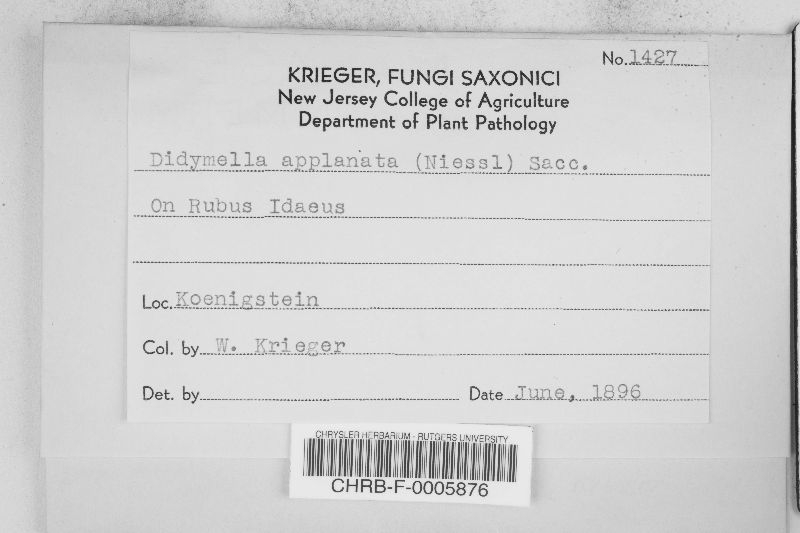 No. 1427
KRIEGER, FUNGI SAXONICI
New Jersey College of Agriculture
Department of Plant Pathology
Didymella applanata (Niessl) Sacc.
On Rubus Idaeus
Loc. Koenigstein
Col. by W. Krieger
Det. by Date June, 1896
CHRYSLER HERBARIUM - RUTGERS UNIVERSITY
CHRB-F-0005876